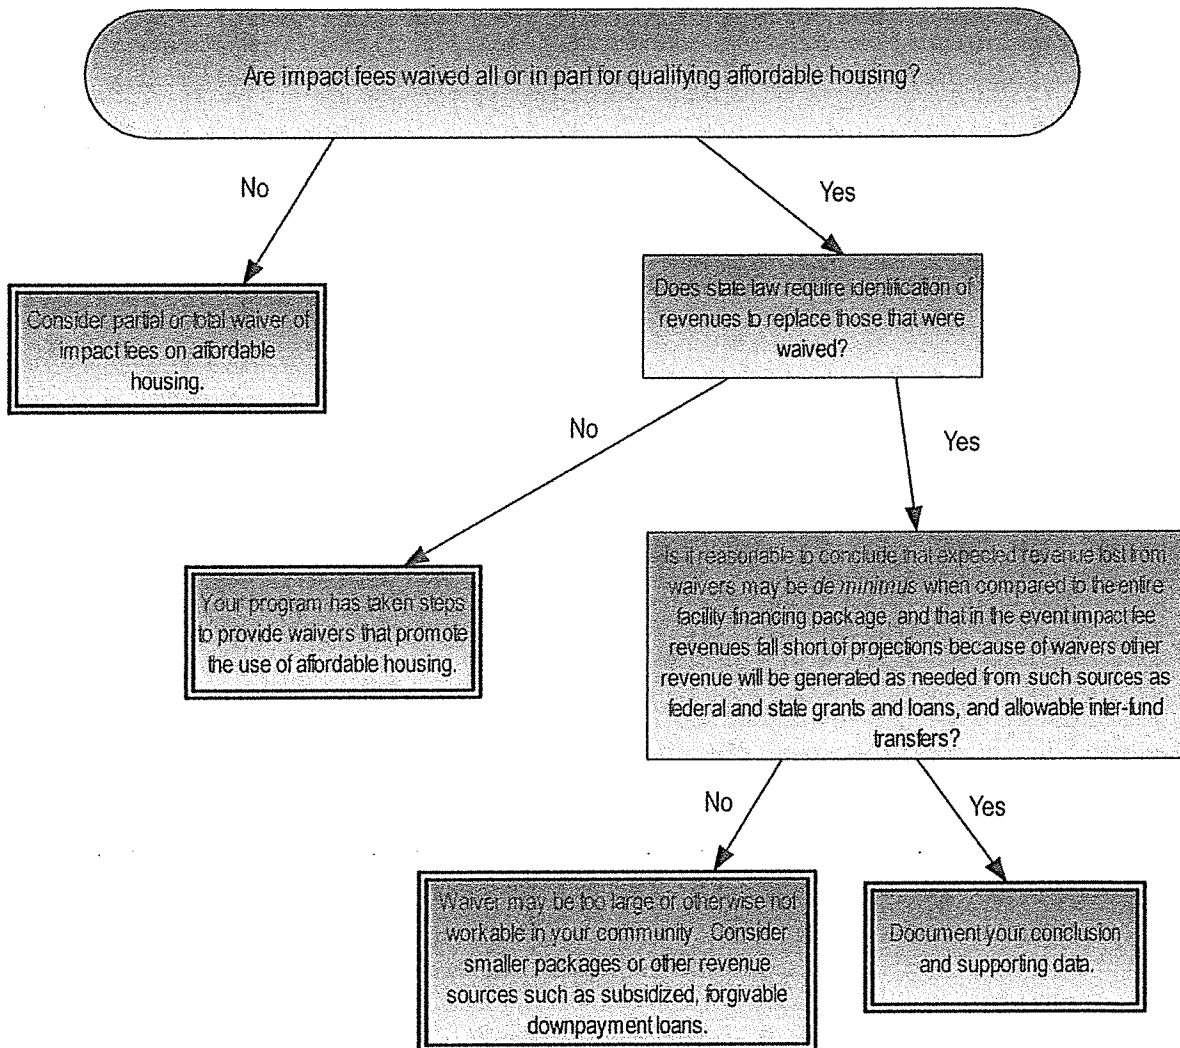 Are impact fees waived all or in part for qualifying affordable housing?
No
Yes
Does state law require identification of
revenues to replace those that were
waived?
Consider partial or total waiver of
impact fees on affordable
housing.
No
Yes
Is it reasonable to conclude that expected revenue lost from
waivers may be de minimus when compared to the entire
facility financing package, and that in the event impact fee
revenues fall short of projections because of waivers other
revenue will be generated as needed from such sources as
federal and state grants and loans, and allowable inter-fund
transfers?
Your program has taken steps
to provide waivers that promote
the use of affordable housing.
No
Yes
Waiver may be too large or otherwise not
workable in your community. Consider
smaller packages or other revenue
sources such as subsidized, forgivable
downpayment loans.
Document your conclusion
and supporting data.